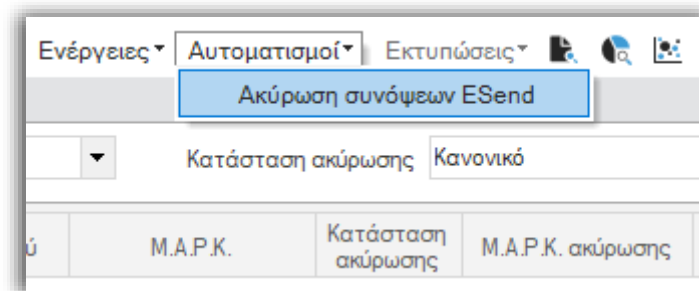 Ενέργειες Αυτοματισμοί Εκτυπώσεις
Ακύρωση συνόψεων ESend
Κατάσταση ακύρωσης Κανονικό
ύ Μ.Α.Ρ.Κ. Κατάσταση ακύρωσης Μ.Α.Ρ.Κ. ακύρωσης